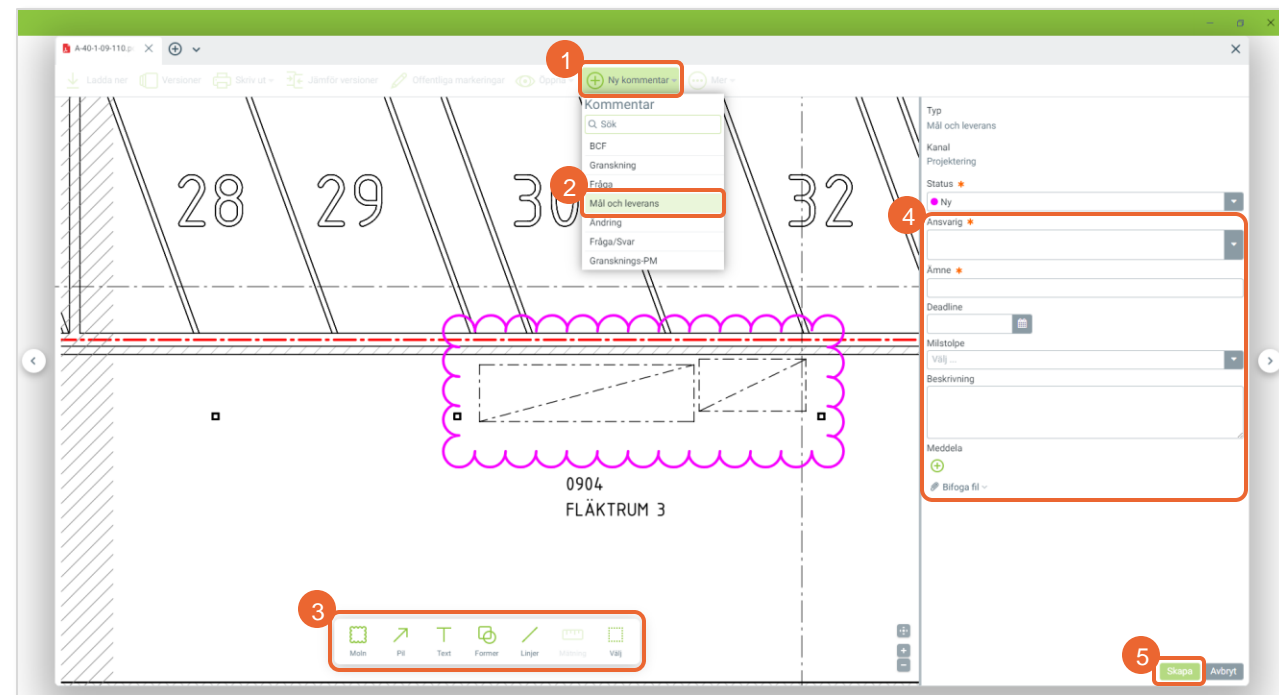 A-40-1-09-110.p
Ladda ner Versioner Skriv ut Jämför versioner Offentliga markeringar Öppna Ny kommentar Mer
1
Kommentar
Sök
BCF
Granskning
Fråga
2
Mål och leverans
Ändring
Fråga/Svar
Gransknings-PM
28 29 30 32
0904
FLÄKTRUM 3
3
Moln Pil Text Former Linjer Mätning Välj
Typ
Mål och leverans
Kanal
Projektering
Status *
Ny
4
Ansvarig *
Ämne *
Deadline
Milstolpe
Välj ...
Beskrivning
Meddela
Bifoga fil
5
Skapa Avbryt